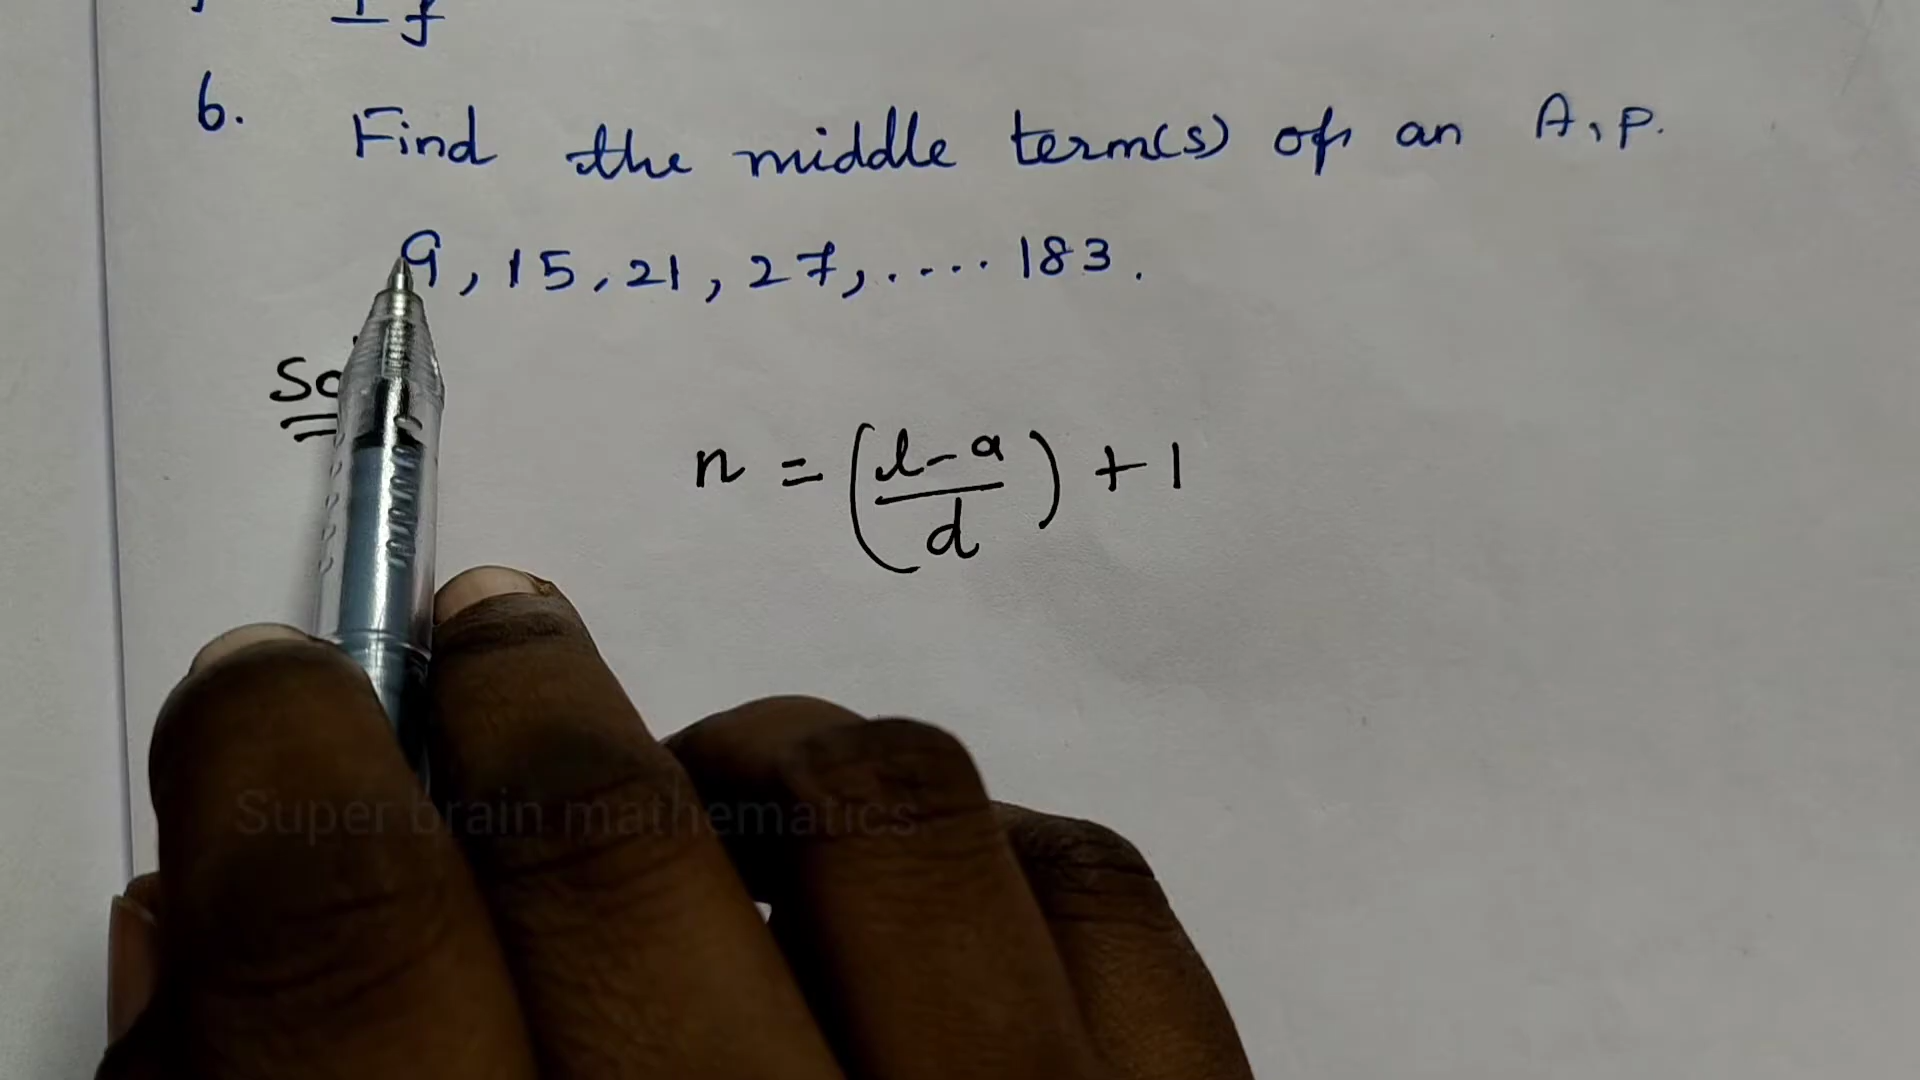 6. Find the middle term(s) of an A.P.
9, 15, 21, 27, .... 183.
n = (l-a/d) + 1
Super brain mathematics